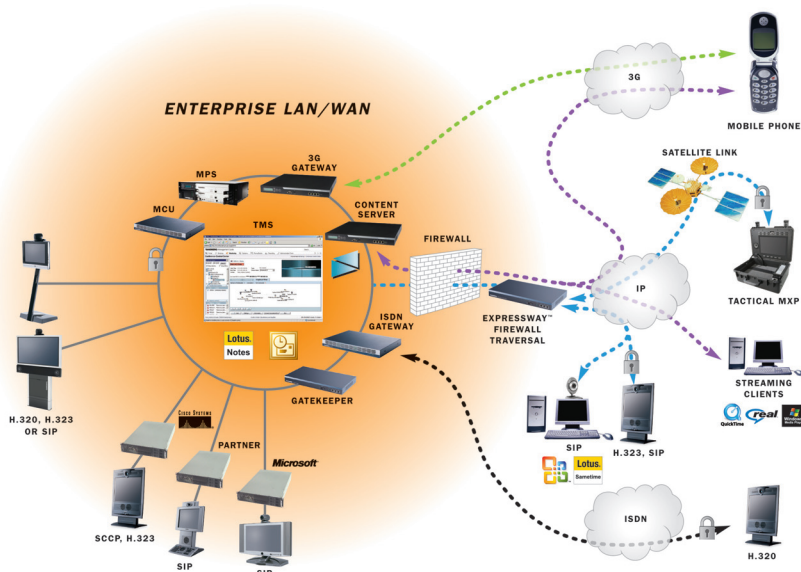 ENTERPRISE LAN/WAN
3G
MOBILE PHONE
SATELLITE LINK
3G
GATEWAY
MPS
MCU
TMS
CONTENT
SERVER
FIREWALL
TACTICAL MXP
IP
EXPRESSWAY™
FIREWALL
TRAVERSAL
ISDN
GATEWAY
Lotus.
Notes
GATEKEEPER
STREAMING
CLIENTS
QuickTime
real
Windows
H.320, H.323
OR SIP
CISCO SYSTEMS
PARTNER
Microsoft
SIP
H.323, SIP
Lotus.
Sametime
ISDN
H.320
SCCP, H.323
SIP
SIP